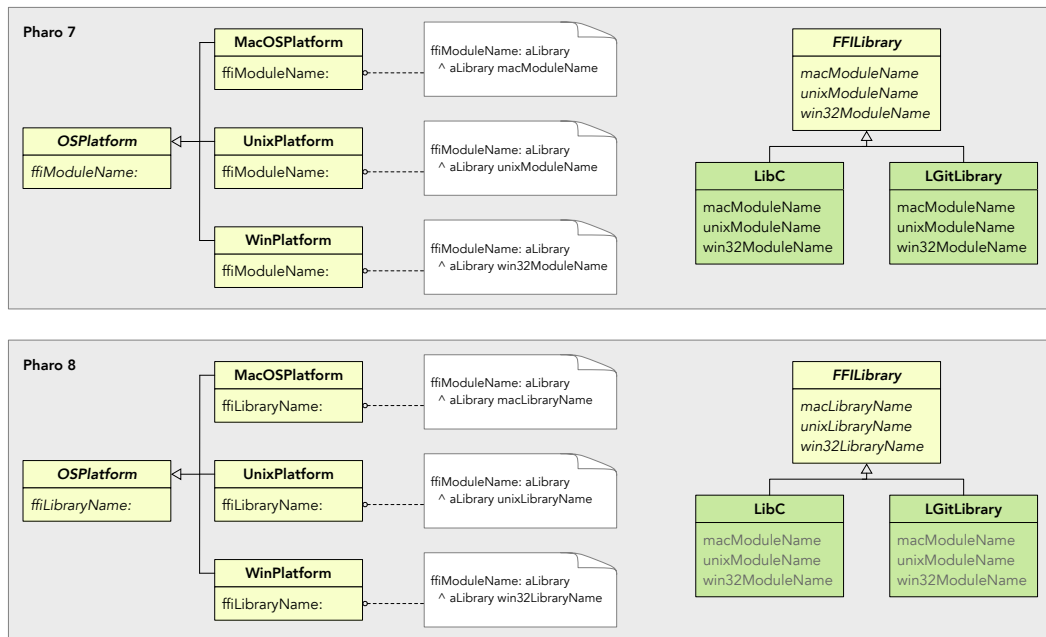 Pharo 7
MacOSPlatform
ffiModuleName:
ffiModuleName: aLibrary
^ aLibrary macModuleName
OSPlatform
ffiModuleName:
UnixPlatform
ffiModuleName:
ffiModuleName: aLibrary
^ aLibrary unixModuleName
WinPlatform
ffiModuleName:
ffiModuleName: aLibrary
^ aLibrary win32ModuleName
FFILibrary
macModuleName
unixModuleName
win32ModuleName
LibC
macModuleName
unixModuleName
win32ModuleName
LGitLibrary
macModuleName
unixModuleName
win32ModuleName
Pharo 8
MacOSPlatform
ffiLibraryName:
ffiModuleName: aLibrary
^ aLibrary macLibraryName
OSPlatform
ffiLibraryName:
UnixPlatform
ffiLibraryName:
ffiModuleName: aLibrary
^ aLibrary unixLibraryName
WinPlatform
ffiLibraryName:
ffiModuleName: aLibrary
^ aLibrary win32LibraryName
FFILibrary
macLibraryName
unixLibraryName
win32LibraryName
LibC
macModuleName
unixModuleName
win32ModuleName
LGitLibrary
macModuleName
unixModuleName
win32ModuleName